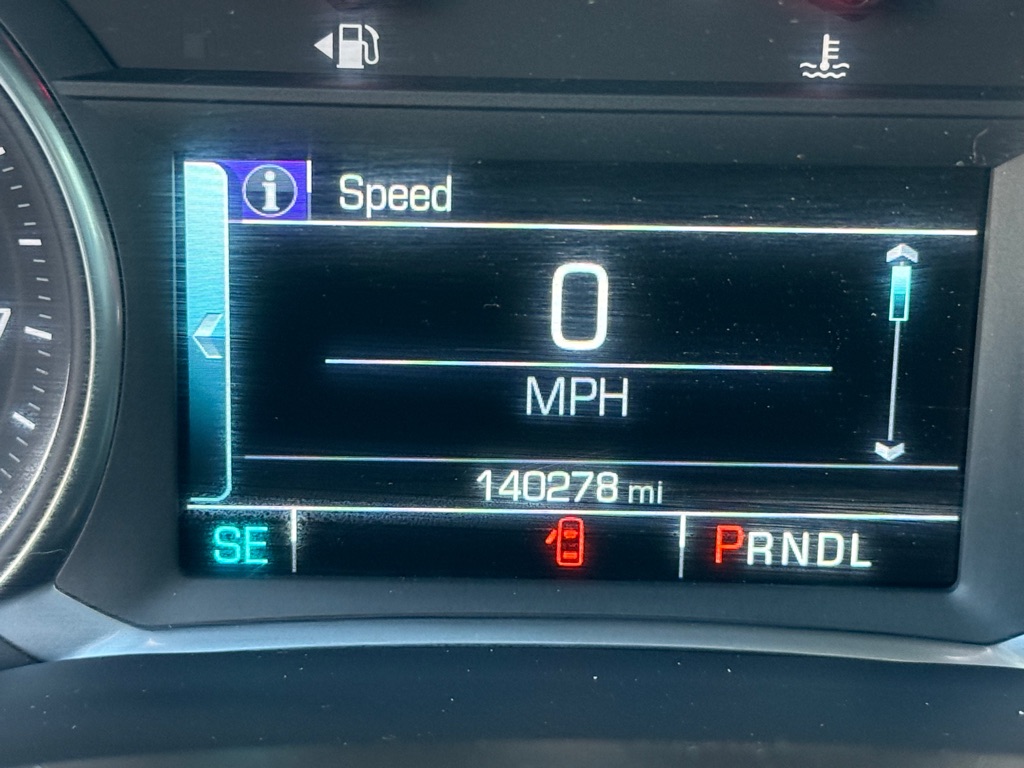 Speed
0
MPH
140278 mi
SE PRNDL